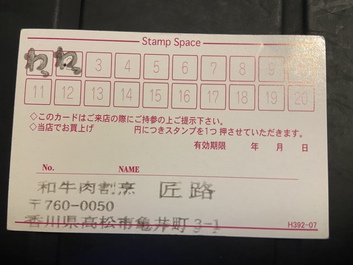 Stamp Space
3 4 5 6 7 8 9
11 12 13 14 15 16 17 18 19 20
◇このカードはご来店の際にご持参の上ご提示下さい。
◇当店でお買上げ 円につきスタンプを1つ押させていただきます。
有効期限 年 月 日
No. NAME
和牛肉割烹 匠路
〒760-0050
香川県高松市亀井町3-1
H392-07